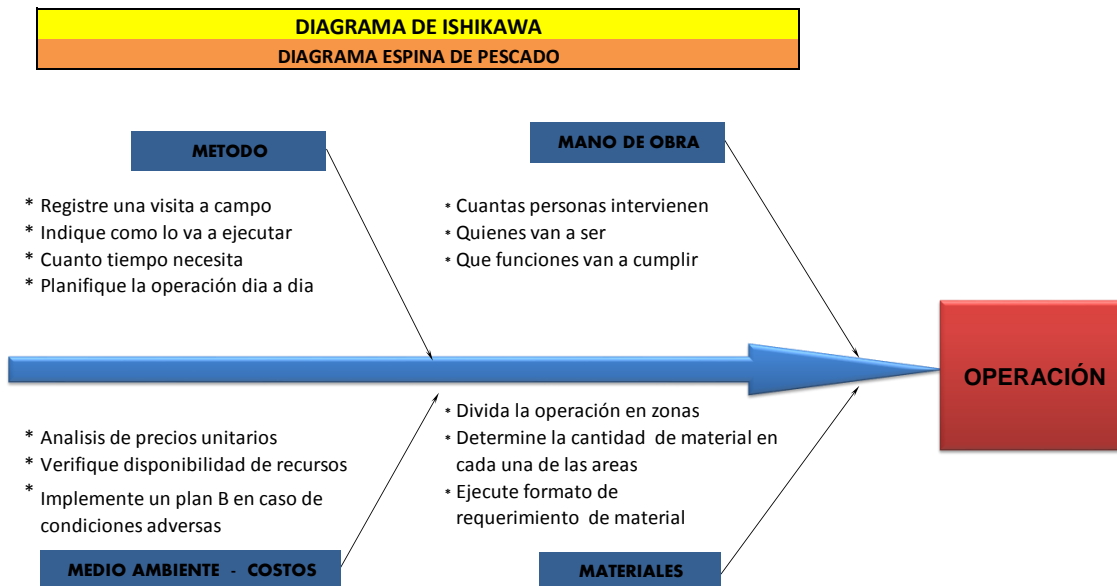 DIAGRAMA DE ISHIKAWA
DIAGRAMA ESPINA DE PESCADO
METODO
* Registre una visita a campo
* Indique como lo va a ejecutar
* Cuanto tiempo necesita
* Planifique la operación dia a dia
MANO DE OBRA
* Cuantas personas intervienen
* Quienes van a ser
* Que funciones van a cumplir
OPERACIÓN
* Analisis de precios unitarios
* Verifique disponibilidad de recursos
* Implemente un plan B en caso de
condiciones adversas
MEDIO AMBIENTE - COSTOS
* Divida la operación en zonas
* Determine la cantidad de material en
cada una de las areas
* Ejecute formato de
requerimiento de material
MATERIALES